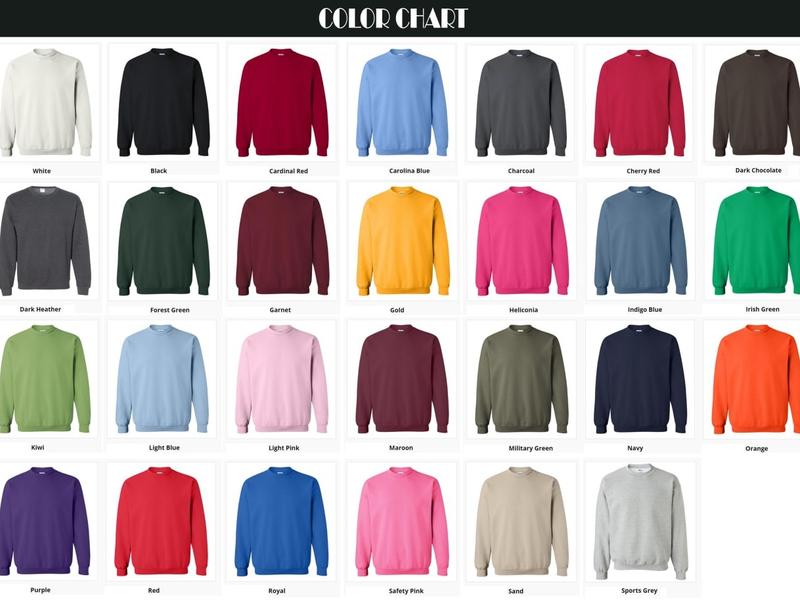 COLOR CHART
White
Black
Cardinal Red
Carolina Blue
Charcoal
Cherry Red
Dark Chocolate
Dark Heather
Forest Green
Garnet
Gold
Heliconia
Indigo Blue
Irish Green
Kiwi
Light Blue
Light Pink
Maroon
Military Green
Navy
Orange
Purple
Red
Royal
Safety Pink
Sand
Sports Grey